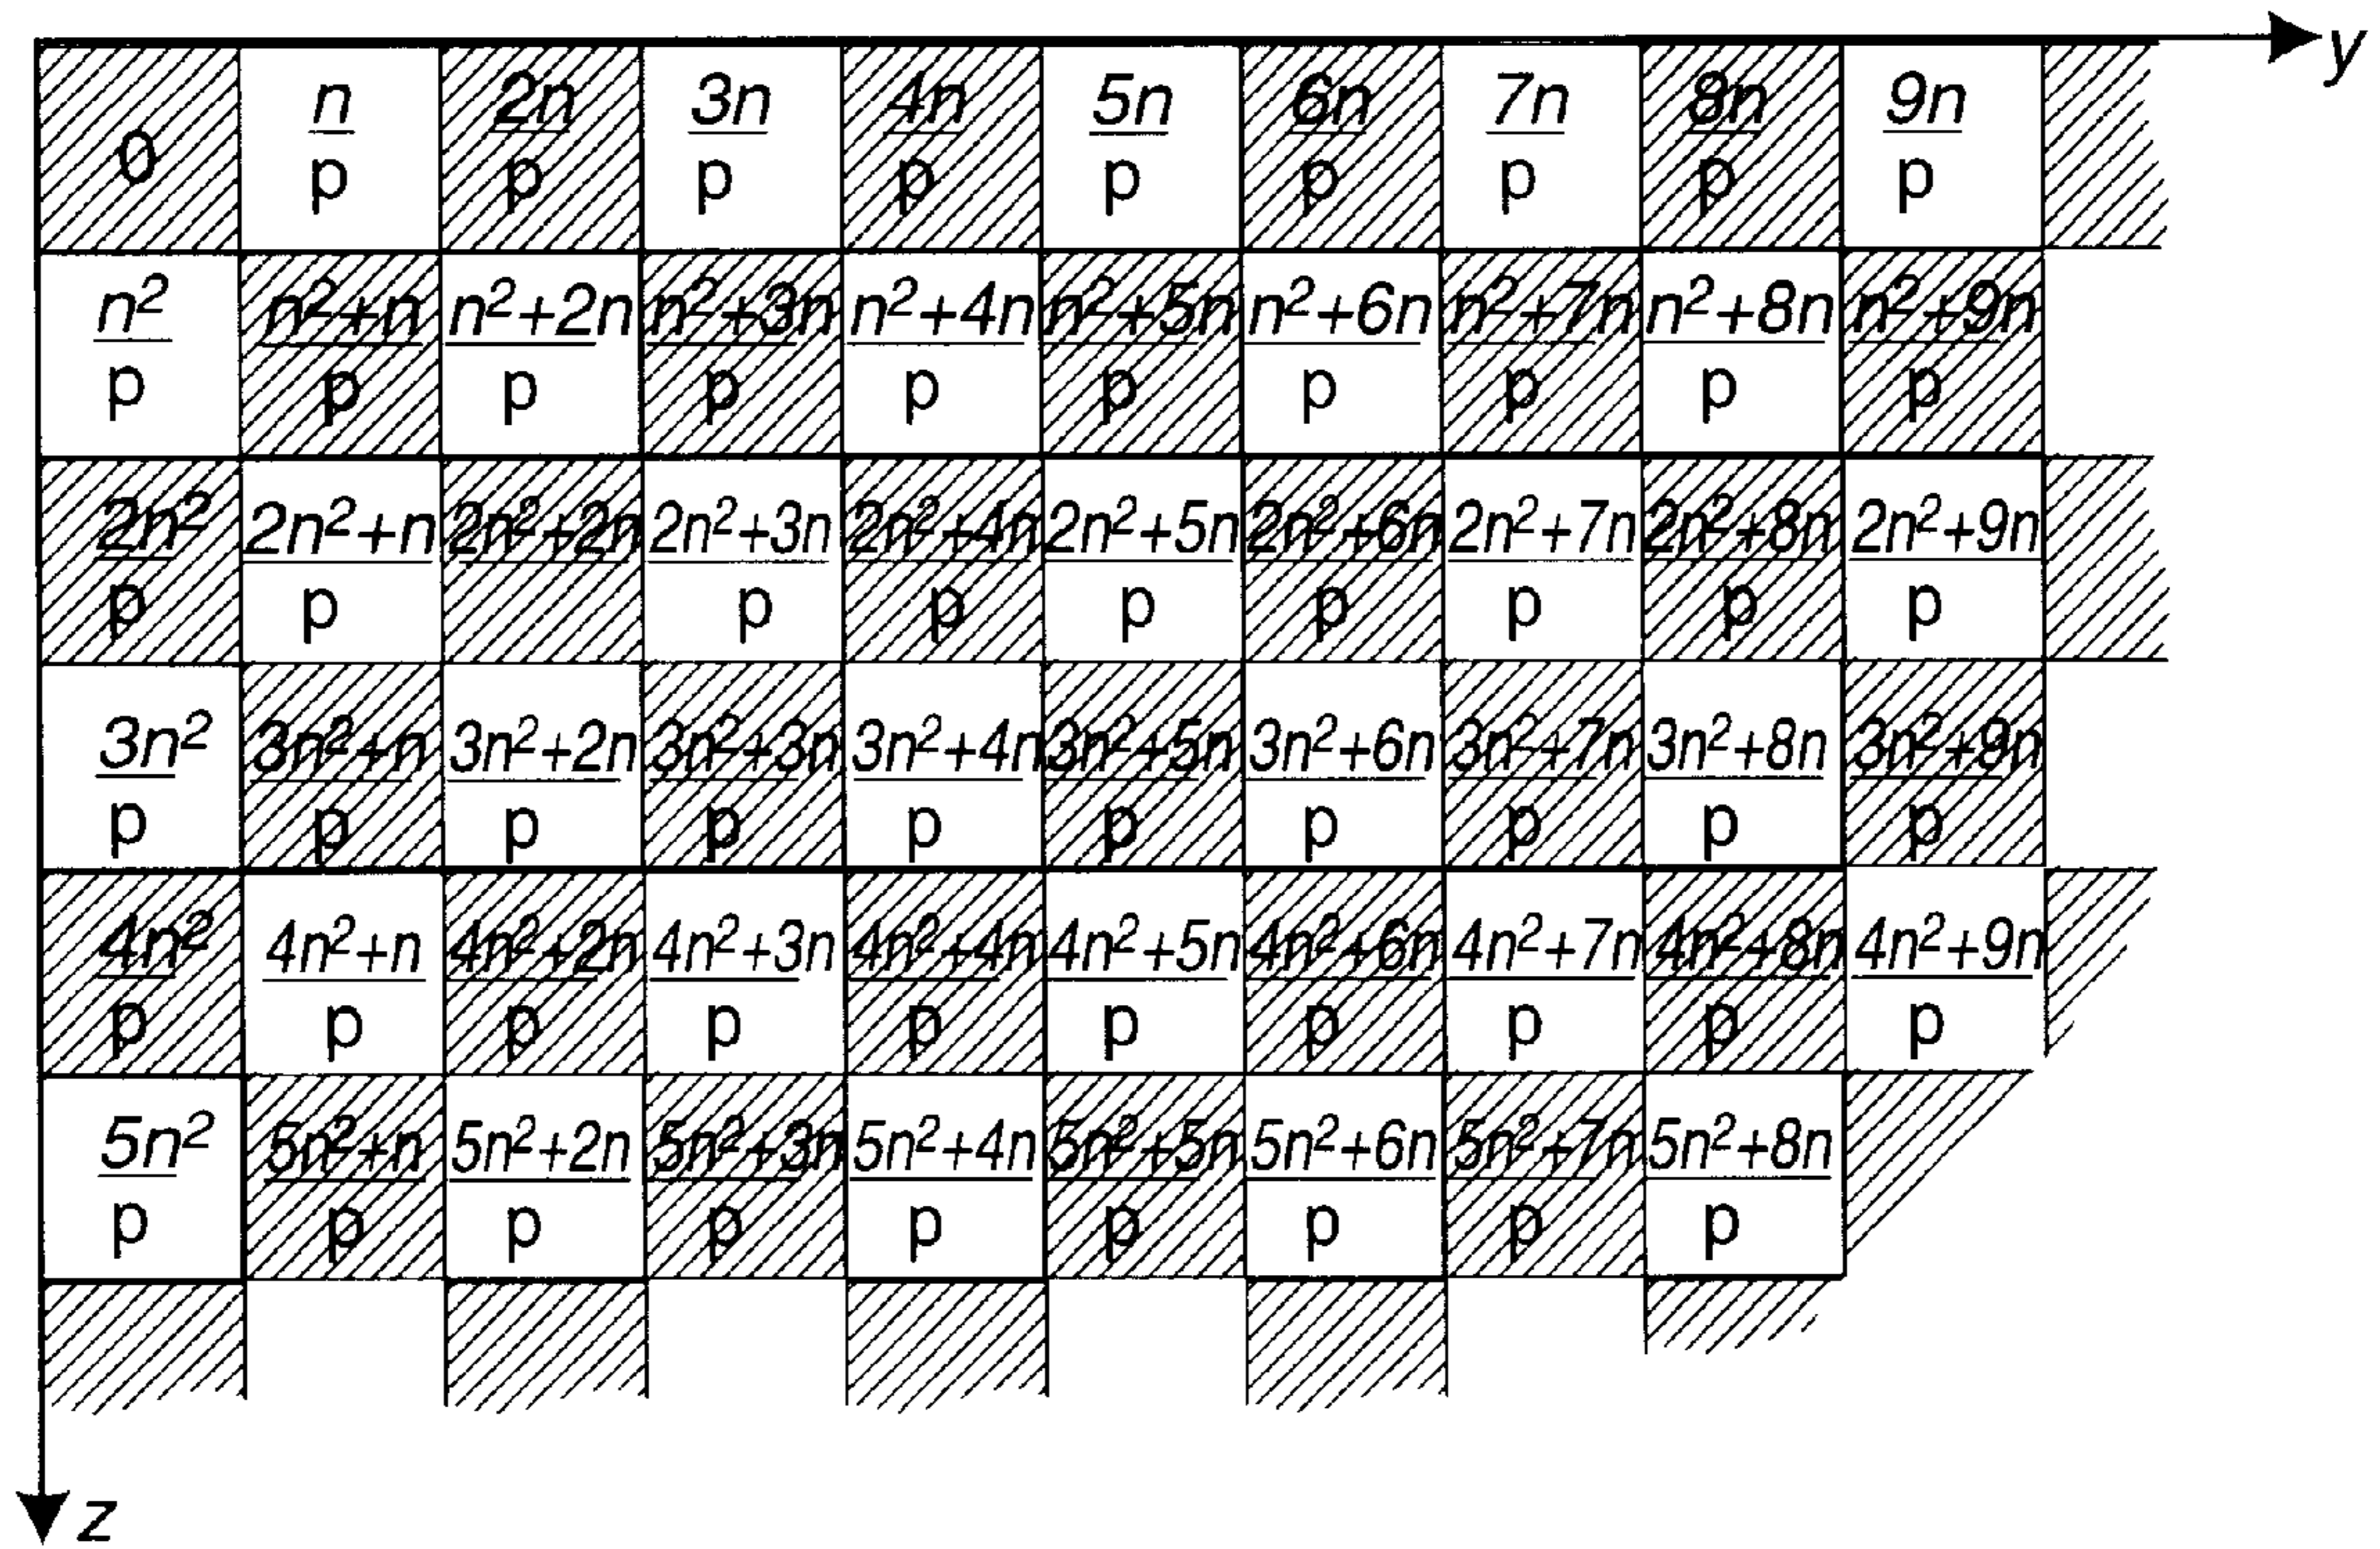 y
0 n/p 2n/p 3n/p 4n/p 5n/p 6n/p 7n/p 8n/p 9n/p
n²/p n²+n/p n²+2n/p n²+3n/p n²+4n/p n²+5n/p n²+6n/p n²+7n/p n²+8n/p n²+9n/p
2n²/p 2n²+n/p 2n²+2n 2n²+3n/p 2n²+4n/p 2n²+5n/p 2n²+6n/p 2n²+7n/p 2n²+8n/p 2n²+9n/p
3n²/p 3n²+n/p 3n²+2n/p 3n²+3n/p 3n²+4n/p 3n²+5n/p 3n²+6n/p 3n²+7n/p 3n²+8n/p 3n²+9n/p
4n²/p 4n²+n/p 4n²+2n/p 4n²+3n/p 4n²+4n/p 4n²+5n/p 4n²+6n/p 4n²+7n/p 4n²+8n/p 4n²+9n/p
5n²/p 5n²+n/p 5n²+2n/p 5n²+3n/p 5n²+4n/p 5n²+5n/p 5n²+6n/p 5n²+7n/p 5n²+8n/p
z